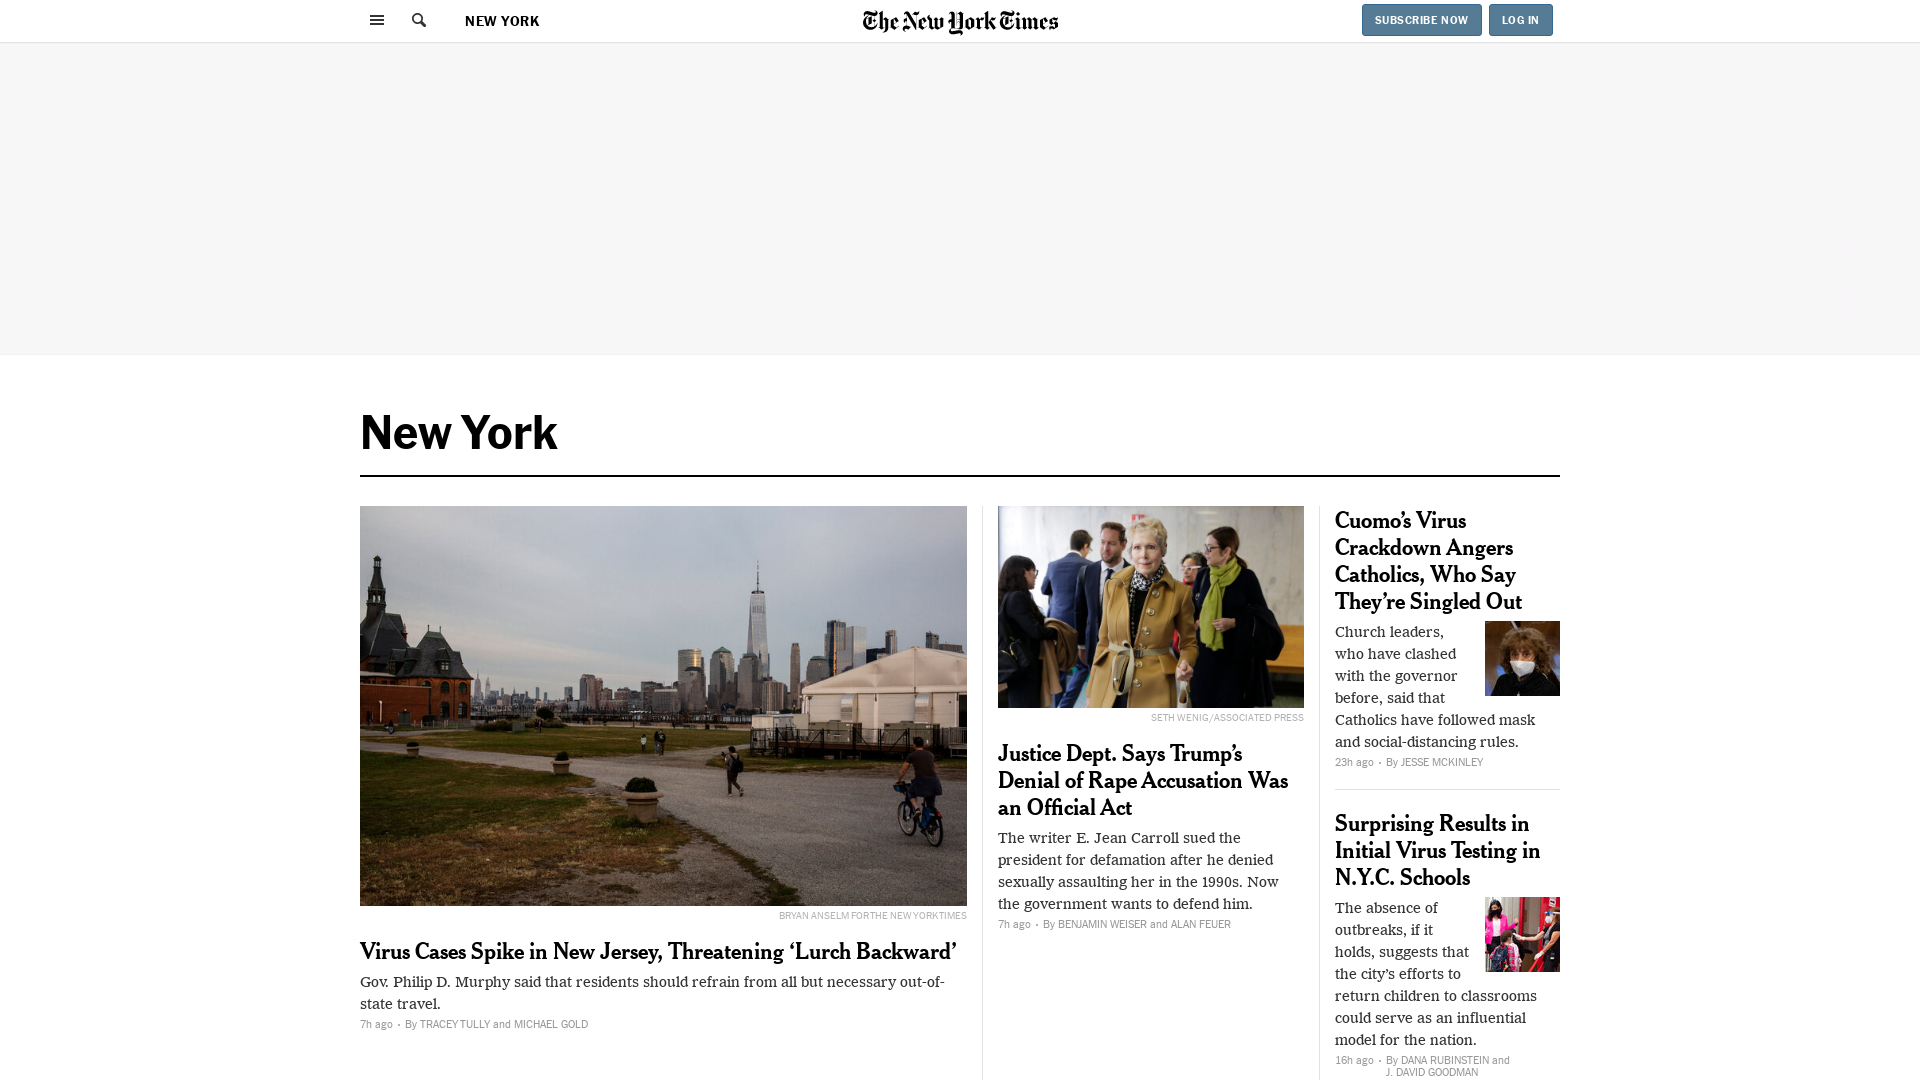 NEW YORK
The New York Times
SUBSCRIBE NOW
LOG IN
New York
BRYAN ANSELM FOR THE NEW YORK TIMES
Virus Cases Spike in New Jersey, Threatening ‘Lurch Backward’
Gov. Philip D. Murphy said that residents should refrain from all but necessary out-of-
state travel.
7h ago • By TRACEY TULLY and MICHAEL GOLD
SETH WENIG/ASSOCIATED PRESS
Justice Dept. Says Trump’s
Denial of Rape Accusation Was
an Official Act
The writer E. Jean Carroll sued the
president for defamation after he denied
sexually assaulting her in the 1990s. Now
the government wants to defend him.
7h ago • By BENJAMIN WEISER and ALAN FEUER
Cuomo’s Virus
Crackdown Angers
Catholics, Who Say
They’re Singled Out
Church leaders,
who have clashed
with the governor
before, said that
Catholics have followed mask
and social-distancing rules.
23h ago • By JESSE MCKINLEY
Surprising Results in
Initial Virus Testing in
N.Y.C. Schools
The absence of
outbreaks, if it
holds, suggests that
the city’s efforts to
return children to classrooms
could serve as an influential
model for the nation.
16h ago • By DANA RUBINSTEIN and
J. DAVID GOODMAN